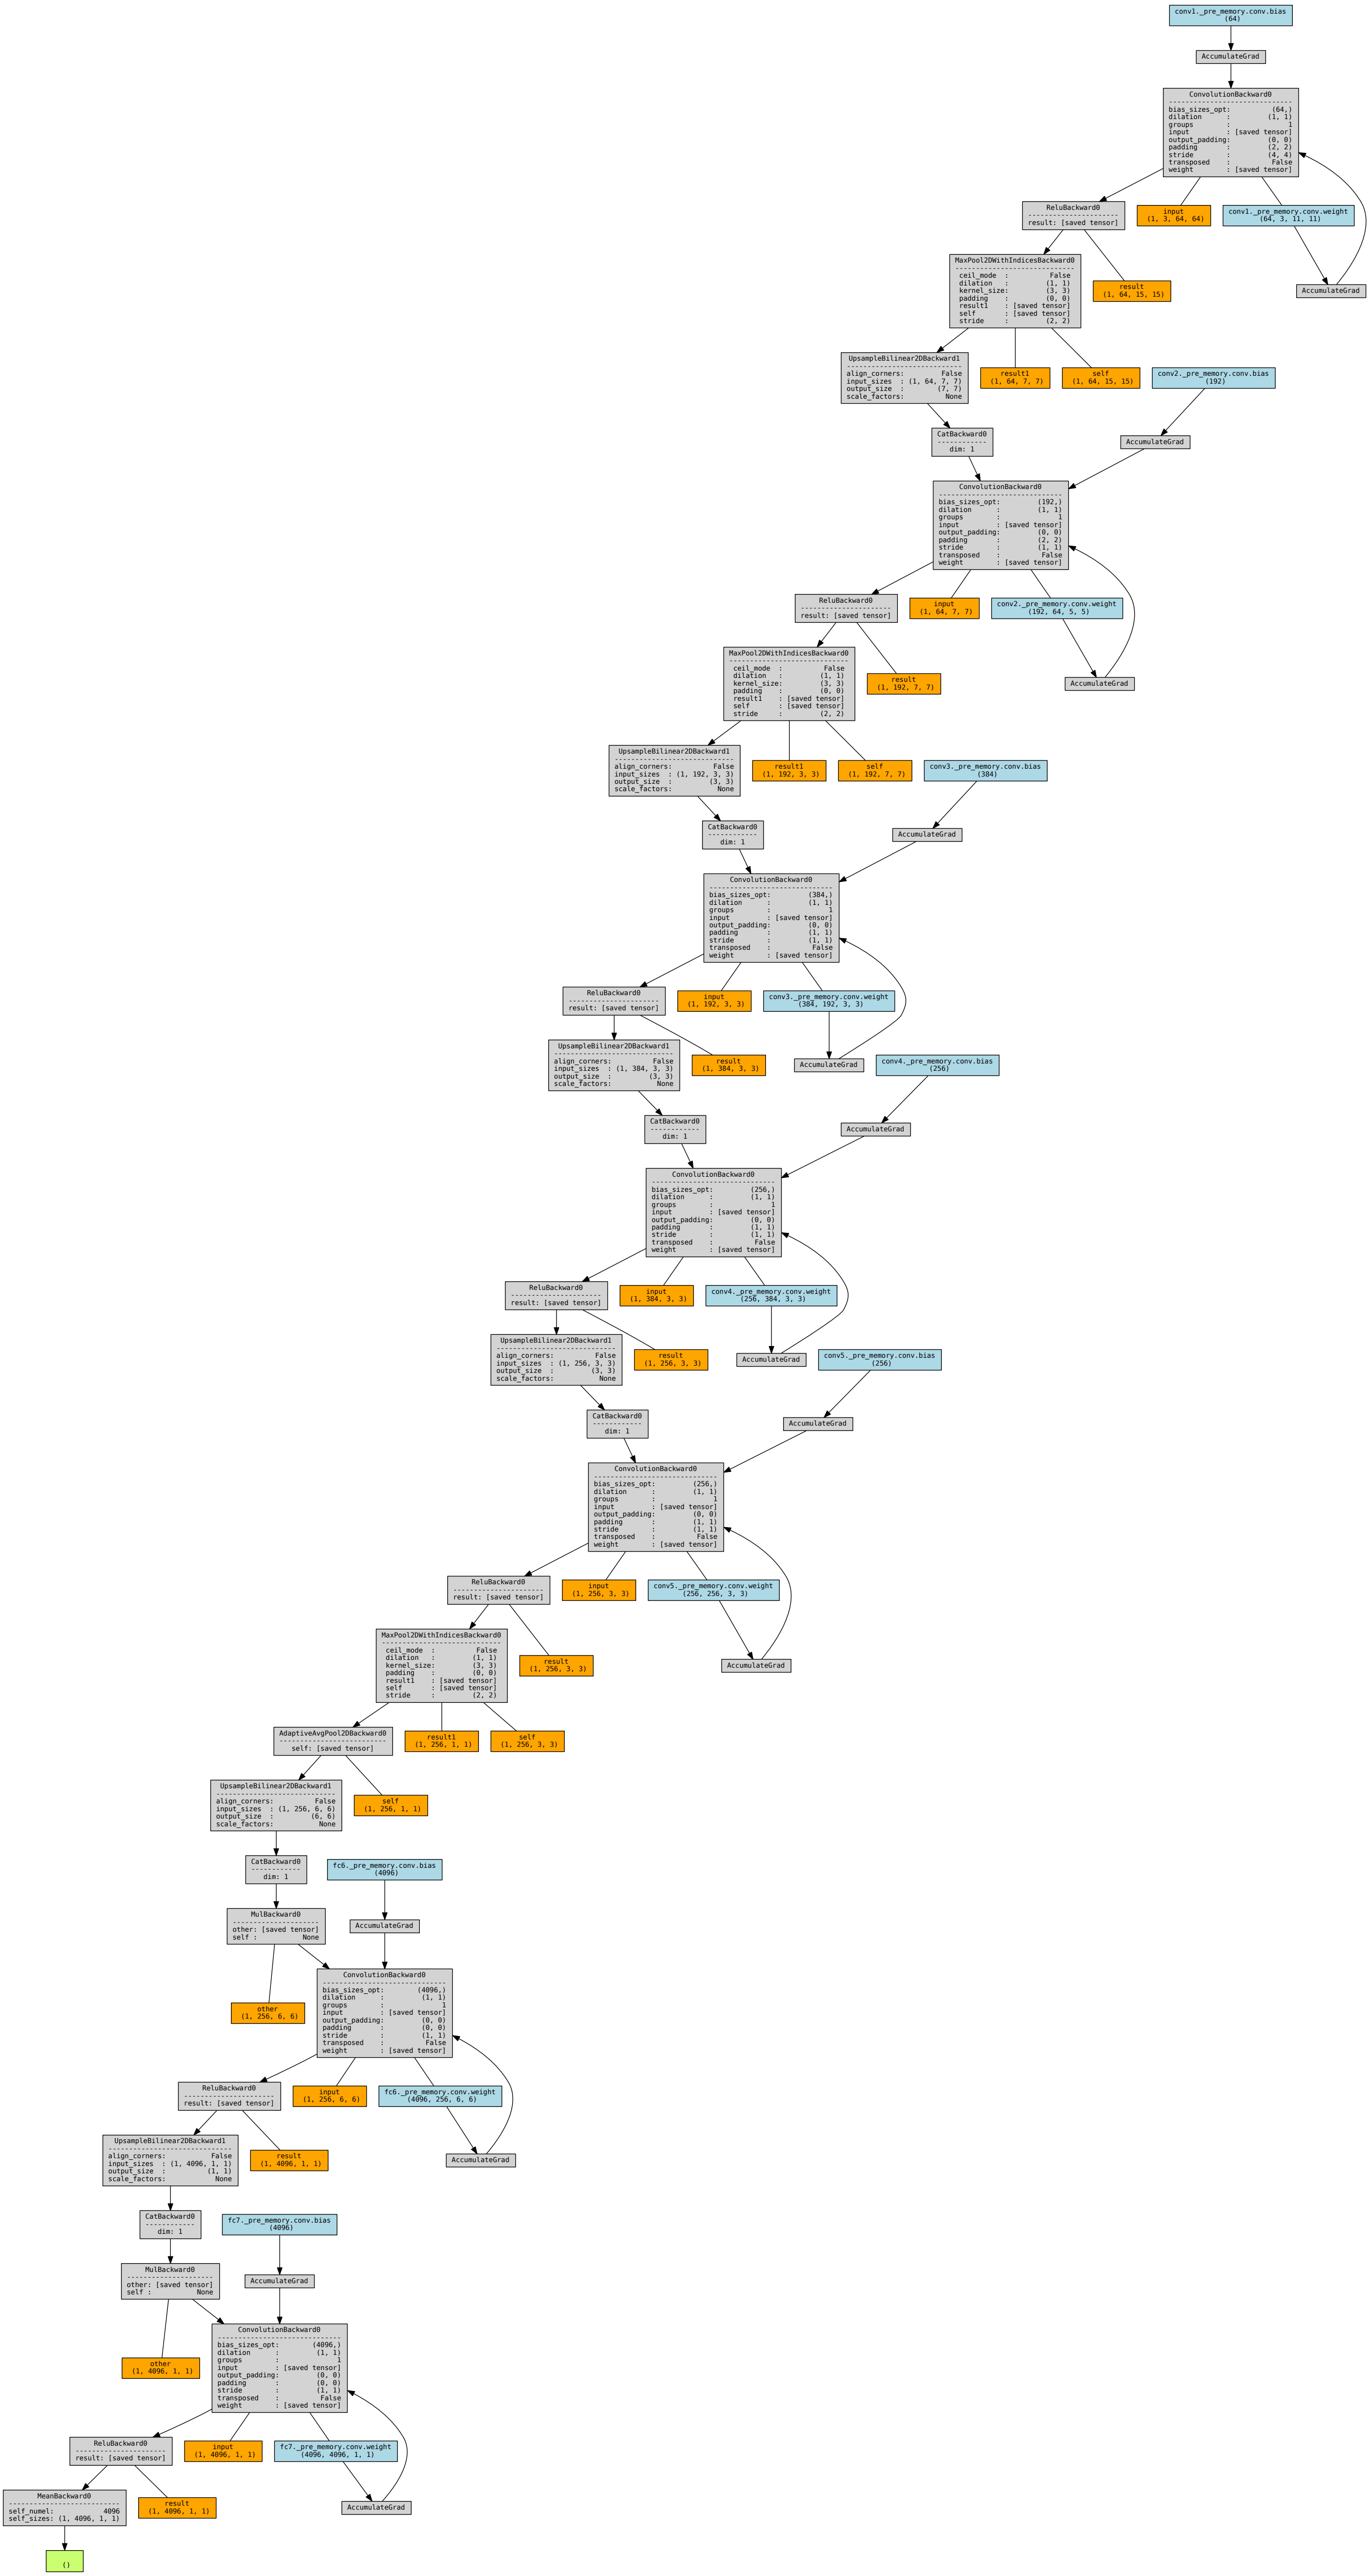 conv1._pre_memory.conv.bias
(64)
AccumulateGrad
ConvolutionBackward0
------------------------------
bias_sizes_opt: (64,)
dilation : (1, 1)
groups : 1
input : [saved tensor]
output_padding: (0, 0)
padding : (2, 2)
stride : (4, 4)
transposed : False
weight : [saved tensor]
ReluBackward0
----------------------
result: [saved tensor]
input
(1, 3, 64, 64)
conv1._pre_memory.conv.weight
(64, 3, 11, 11)
MaxPool2DWithIndicesBackward0
-----------------------------
ceil_mode : False
dilation : (1, 1)
kernel_size: (3, 3)
padding : (0, 0)
result1 : [saved tensor]
self : [saved tensor]
stride : (2, 2)
result
(1, 64, 15, 15)
AccumulateGrad
UpsampleBilinear2DBackward1
----------------------------
align_corners: False
input_sizes : (1, 64, 7, 7)
output_size : (7, 7)
scale_factors: None
result1
(1, 64, 7, 7)
self
(1, 64, 15, 15)
conv2._pre_memory.conv.bias
(192)
CatBackward0
------------
dim: 1
AccumulateGrad
ConvolutionBackward0
------------------------------
bias_sizes_opt: (192,)
dilation : (1, 1)
groups : 1
input : [saved tensor]
output_padding: (0, 0)
padding : (2, 2)
stride : (1, 1)
transposed : False
weight : [saved tensor]
ReluBackward0
----------------------
result: [saved tensor]
input
(1, 64, 7, 7)
conv2._pre_memory.conv.weight
(192, 64, 5, 5)
MaxPool2DWithIndicesBackward0
-----------------------------
ceil_mode : False
dilation : (1, 1)
kernel_size: (3, 3)
padding : (0, 0)
result1 : [saved tensor]
self : [saved tensor]
stride : (2, 2)
result
(1, 192, 7, 7)
AccumulateGrad
UpsampleBilinear2DBackward1
-----------------------------
align_corners: False
input_sizes : (1, 192, 3, 3)
output_size : (3, 3)
scale_factors: None
result1
(1, 192, 3, 3)
self
(1, 192, 7, 7)
conv3._pre_memory.conv.bias
(384)
CatBackward0
------------
dim: 1
AccumulateGrad
ConvolutionBackward0
------------------------------
bias_sizes_opt: (384,)
dilation : (1, 1)
groups : 1
input : [saved tensor]
output_padding: (0, 0)
padding : (1, 1)
stride : (1, 1)
transposed : False
weight : [saved tensor]
ReluBackward0
----------------------
result: [saved tensor]
input
(1, 192, 3, 3)
conv3._pre_memory.conv.weight
(384, 192, 3, 3)
UpsampleBilinear2DBackward1
-----------------------------
align_corners: False
input_sizes : (1, 384, 3, 3)
output_size : (3, 3)
scale_factors: None
result
(1, 384, 3, 3)
AccumulateGrad
conv4._pre_memory.conv.bias
(256)
CatBackward0
------------
dim: 1
AccumulateGrad
ConvolutionBackward0
------------------------------
bias_sizes_opt: (256,)
dilation : (1, 1)
groups : 1
input : [saved tensor]
output_padding: (0, 0)
padding : (1, 1)
stride : (1, 1)
transposed : False
weight : [saved tensor]
ReluBackward0
----------------------
result: [saved tensor]
input
(1, 384, 3, 3)
conv4._pre_memory.conv.weight
(256, 384, 3, 3)
UpsampleBilinear2DBackward1
-----------------------------
align_corners: False
input_sizes : (1, 256, 3, 3)
output_size : (3, 3)
scale_factors: None
result
(1, 256, 3, 3)
AccumulateGrad
conv5._pre_memory.conv.bias
(256)
CatBackward0
------------
dim: 1
AccumulateGrad
ConvolutionBackward0
------------------------------
bias_sizes_opt: (256,)
dilation : (1, 1)
groups : 1
input : [saved tensor]
output_padding: (0, 0)
padding : (1, 1)
stride : (1, 1)
transposed : False
weight : [saved tensor]
ReluBackward0
----------------------
result: [saved tensor]
input
(1, 256, 3, 3)
conv5._pre_memory.conv.weight
(256, 256, 3, 3)
MaxPool2DWithIndicesBackward0
-----------------------------
ceil_mode : False
dilation : (1, 1)
kernel_size: (3, 3)
padding : (0, 0)
result1 : [saved tensor]
self : [saved tensor]
stride : (2, 2)
result
(1, 256, 3, 3)
AccumulateGrad
AdaptiveAvgPool2DBackward0
--------------------------
self: [saved tensor]
result1
(1, 256, 1, 1)
self
(1, 256, 3, 3)
UpsampleBilinear2DBackward1
-----------------------------
align_corners: False
input_sizes : (1, 256, 6, 6)
output_size : (6, 6)
scale_factors: None
self
(1, 256, 1, 1)
CatBackward0
------------
dim: 1
fc6._pre_memory.conv.bias
(4096)
MulBackward0
---------------------
other: [saved tensor]
self : None
AccumulateGrad
ConvolutionBackward0
------------------------------
bias_sizes_opt: (4096,)
dilation : (1, 1)
groups : 1
input : [saved tensor]
output_padding: (0, 0)
padding : (0, 0)
stride : (1, 1)
transposed : False
weight : [saved tensor]
other
(1, 256, 6, 6)
ReluBackward0
----------------------
result: [saved tensor]
input
(1, 256, 6, 6)
fc6._pre_memory.conv.weight
(4096, 256, 6, 6)
UpsampleBilinear2DBackward1
------------------------------
align_corners: False
input_sizes : (1, 4096, 1, 1)
output_size : (1, 1)
scale_factors: None
result
(1, 4096, 1, 1)
AccumulateGrad
CatBackward0
------------
dim: 1
fc7._pre_memory.conv.bias
(4096)
MulBackward0
---------------------
other: [saved tensor]
self : None
AccumulateGrad
ConvolutionBackward0
------------------------------
bias_sizes_opt: (4096,)
dilation : (1, 1)
groups : 1
input : [saved tensor]
output_padding: (0, 0)
padding : (0, 0)
stride : (1, 1)
transposed : False
weight : [saved tensor]
other
(1, 4096, 1, 1)
ReluBackward0
----------------------
result: [saved tensor]
input
(1, 4096, 1, 1)
fc7._pre_memory.conv.weight
(4096, 4096, 1, 1)
MeanBackward0
---------------------------
self_numel: 4096
self_sizes: (1, 4096, 1, 1)
result
(1, 4096, 1, 1)
AccumulateGrad
()